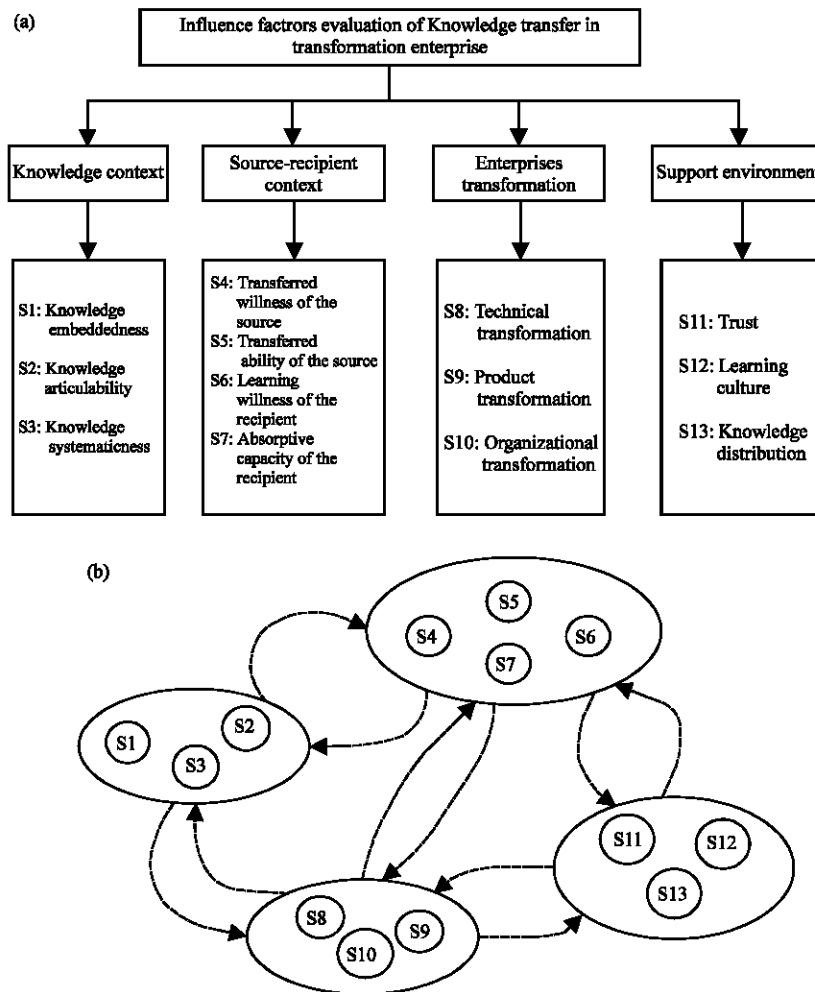 (a)
Influence factrors evaluation of Knowledge transfer in
transformation enterprise
Knowledge context
Source-recipient
context
Enterprises
transformation
Support environment
S1: Knowledge
embeddedness
S2: Knowledge
articulability
S3: Knowledge
systematicness
S4: Transferred
willness of the
source
S5: Transferred
ability of the source
S6: Learning
willness of the
recipient
S7: Absorptive
capacity of the
recipient
S8: Technical
transformation
S9: Product
transformation
S10: Organizational
transformation
S11: Trust
S12: Learning
culture
S13: Knowledge
distribution
(b)
S5
S4
S6
S7
S2
S1
S3
S11
S12
S13
S8
S9
S10